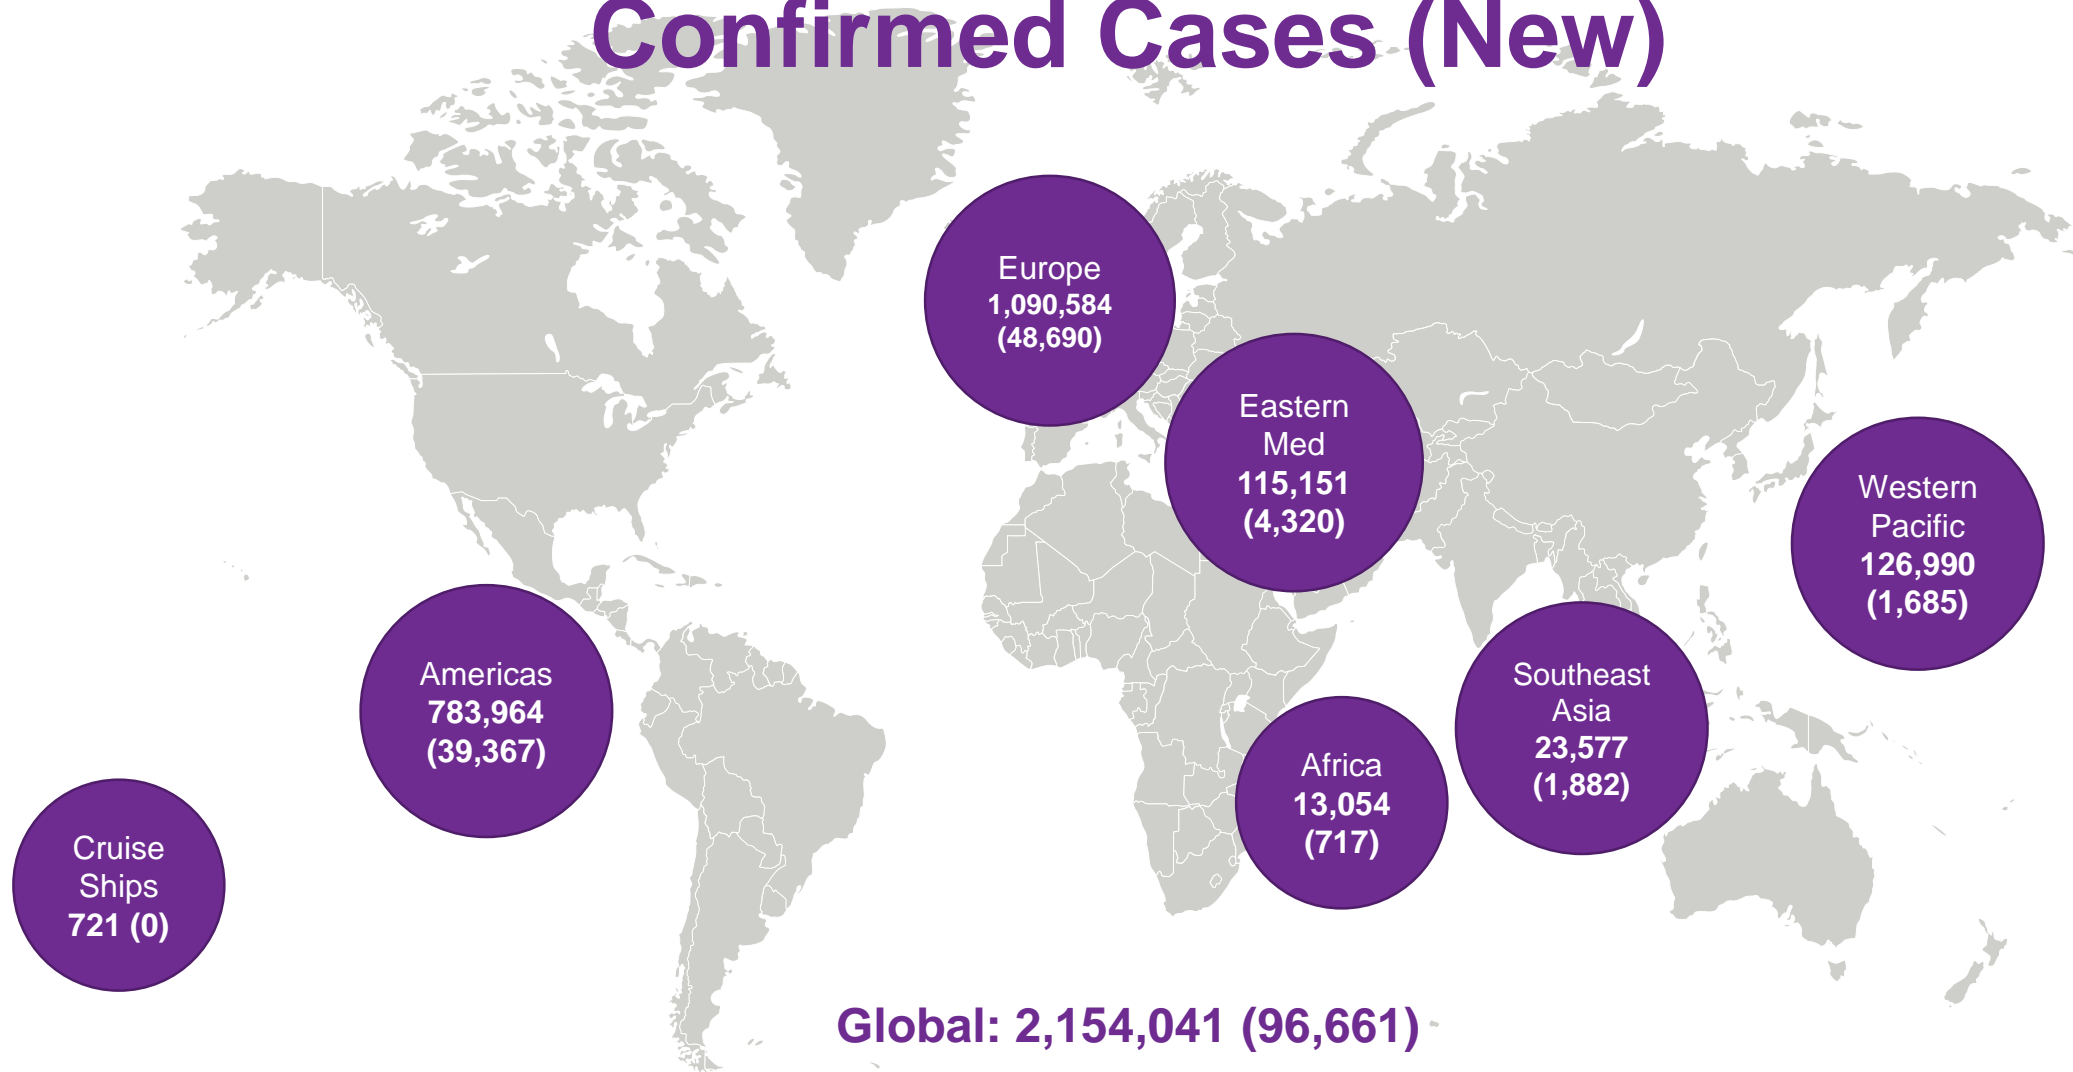 Confirmed Cases (New)
Europe
1,090,584
(48,690)
Eastern
Med
115,151
(4,320)
Western
Pacific
126,990
(1,685)
Americas
783,964
(39,367)
Southeast
Asia
23,577
(1,882)
Africa
13,054
(717)
Cruise
Ships
721 (0)
Global: 2,154,041 (96,661)